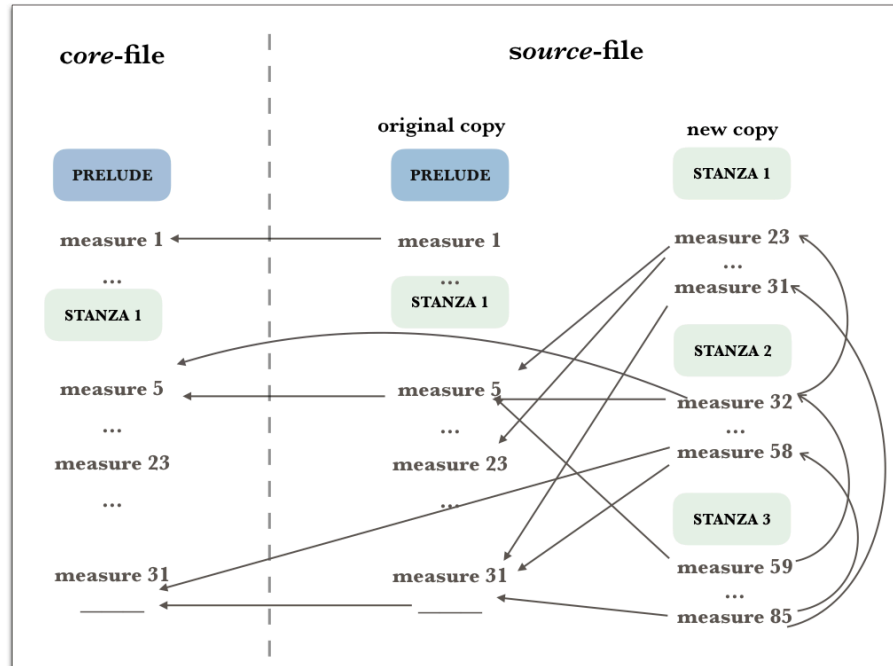 core-file
source-file
original copy
new copy
PRELUDE
measure 1
...
STANZA 1
measure 5
...
measure 23
...
measure 31
PRELUDE
measure 1
...
STANZA 1
measure 5
...
measure 23
...
measure 31
STANZA 1
measure 23
...
measure 31
STANZA 2
measure 32
...
measure 58
STANZA 3
measure 59
...
measure 85